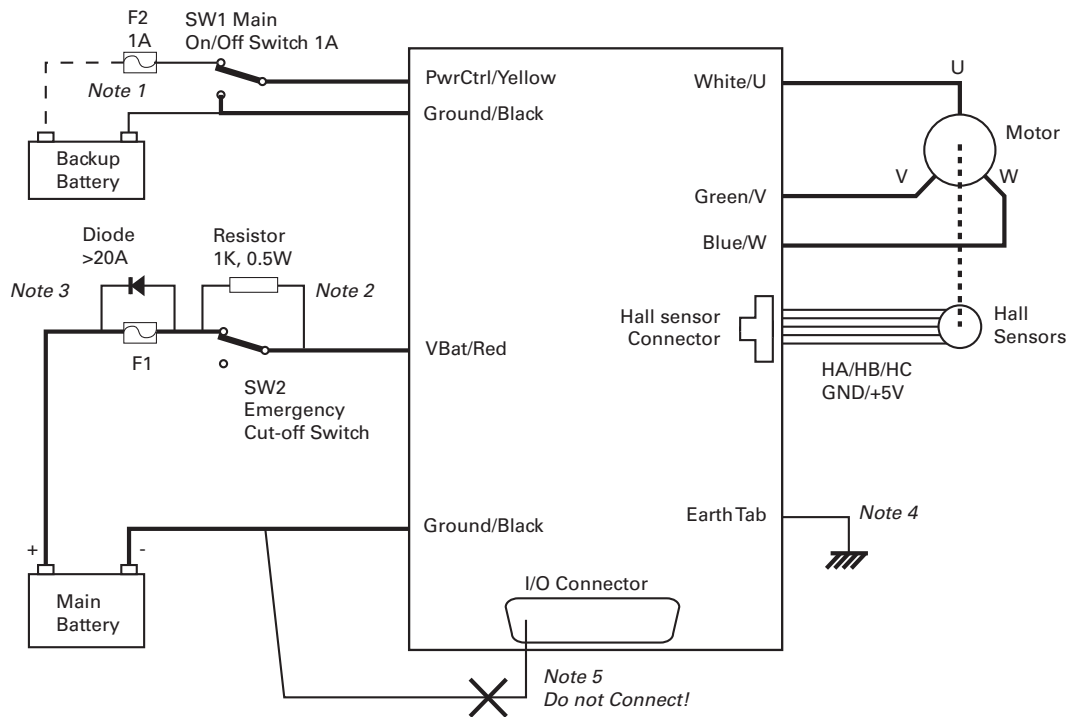 F2
1A
SW1 Main
On/Off Switch 1A
Note 1
Backup
Battery
PwrCtrl/Yellow
Ground/Black
White/U
U
Motor
V
W
Green/V
Blue/W
Diode
>20A
Resistor
1K, 0.5W
Note 3
Note 2
F1
VBat/Red
SW2
Emergency
Cut-off Switch
Hall sensor
Connector
Hall
Sensors
HA/HB/HC
GND/+5V
Ground/Black
Earth Tab
Note 4
+
-
Main
Battery
I/O Connector
Note 5
Do not Connect!